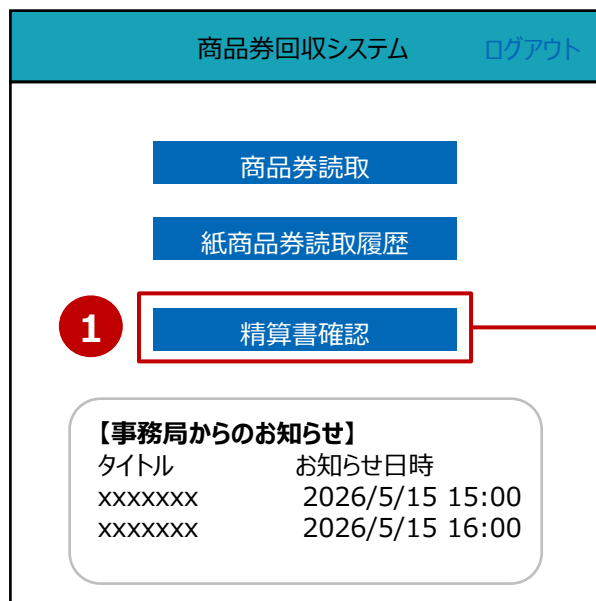 商品券回収システム ログアウト
商品券読取
紙商品券読取履歴
1 精算書確認
【事務局からのお知らせ】
タイトル お知らせ日時
xxxxxxx 2026/5/15 15:00
xxxxxxx 2026/5/15 16:00